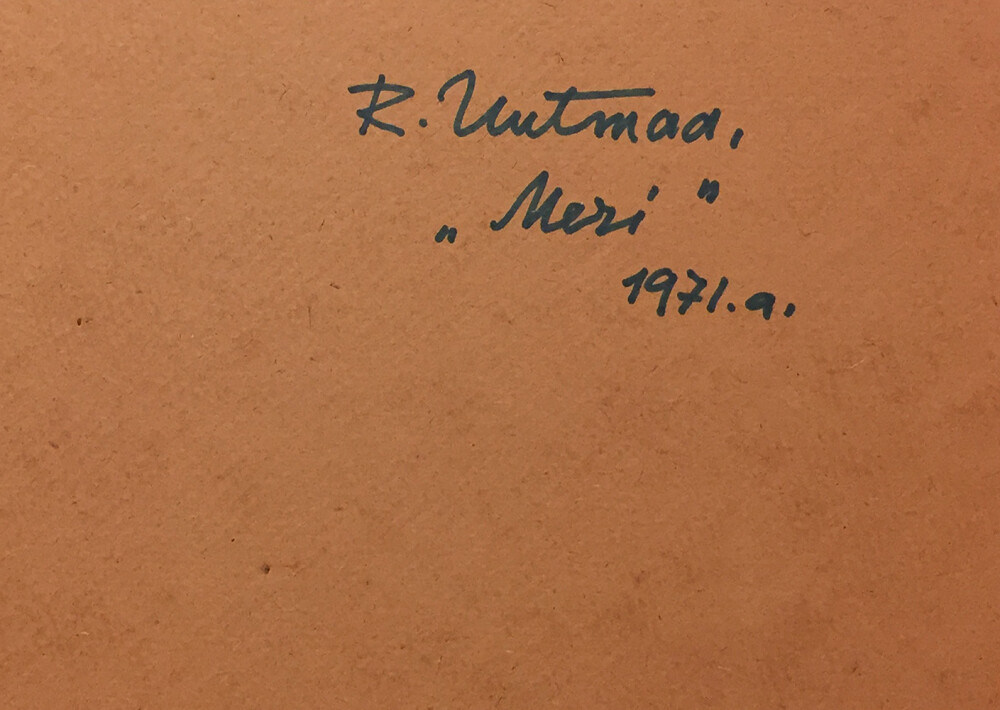 R. Uutmaa,
„Meri”
1971.a.